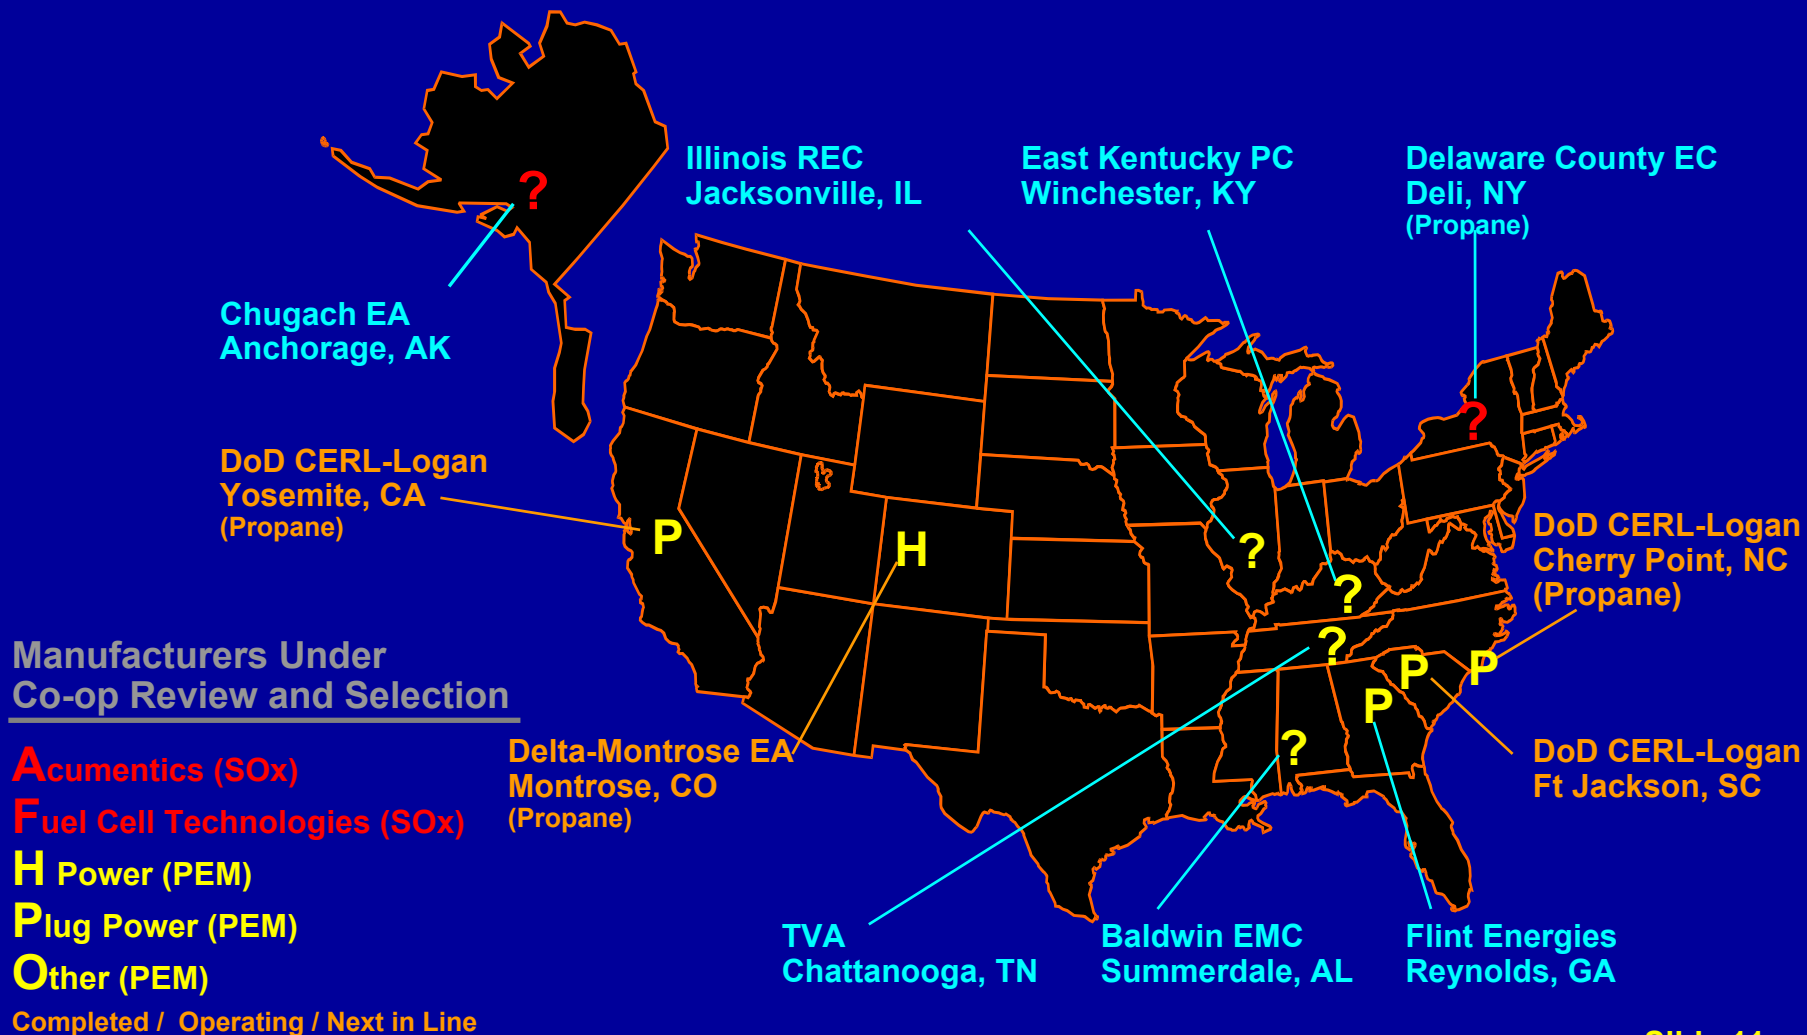 Illinois REC
Jacksonville, IL
East Kentucky PC
Winchester, KY
Delaware County EC
Deli, NY
(Propane)
?
Chugach EA
Anchorage, AK
?
DoD CERL-Logan
Yosemite, CA
(Propane)
P
H
?
?
?
P
P
P
?
DoD CERL-Logan
Cherry Point, NC
(Propane)
Manufacturers Under
Co-op Review and Selection
Acumentics (SOx)
Fuel Cell Technologies (SOx)
H Power (PEM)
Plug Power (PEM)
Other (PEM)
Completed / Operating / Next in Line
Delta-Montrose EA
Montrose, CO
(Propane)
DoD CERL-Logan
Ft Jackson, SC
TVA
Chattanooga, TN
Baldwin EMC
Summerdale, AL
Flint Energies
Reynolds, GA